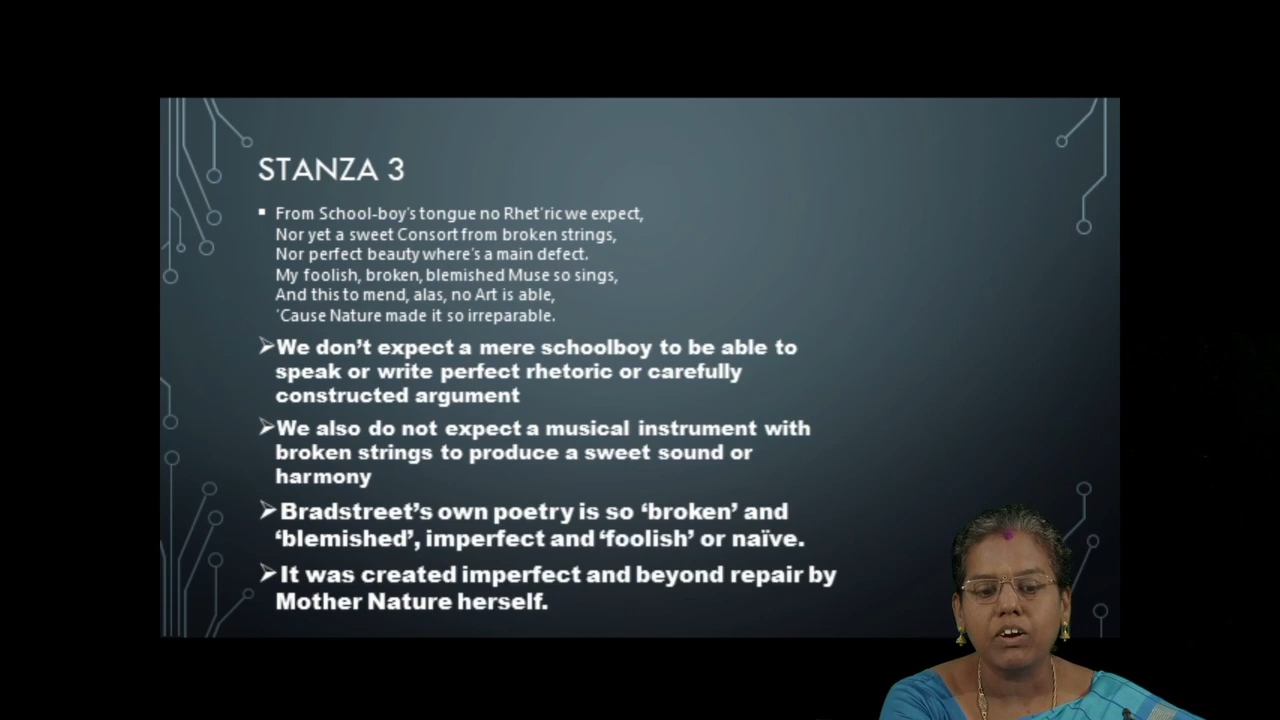 STANZA 3
From School-boy's tongue no Rhet'ric we expect,
Nor yet a sweet Consort from broken strings,
Nor perfect beauty where's a main defect.
My foolish, broken, blemished Muse so sings,
And this to mend, alas, no Art is able,
'Cause Nature made it so irreparable.
We don't expect a mere schoolboy to be able to
speak or write perfect rhetoric or carefully
constructed argument
We also do not expect a musical instrument with
broken strings to produce a sweet sound or
harmony
Bradstreet's own poetry is so ‘broken’ and
‘blemished’, imperfect and ‘foolish’ or naïve.
It was created imperfect and beyond repair by
Mother Nature herself.